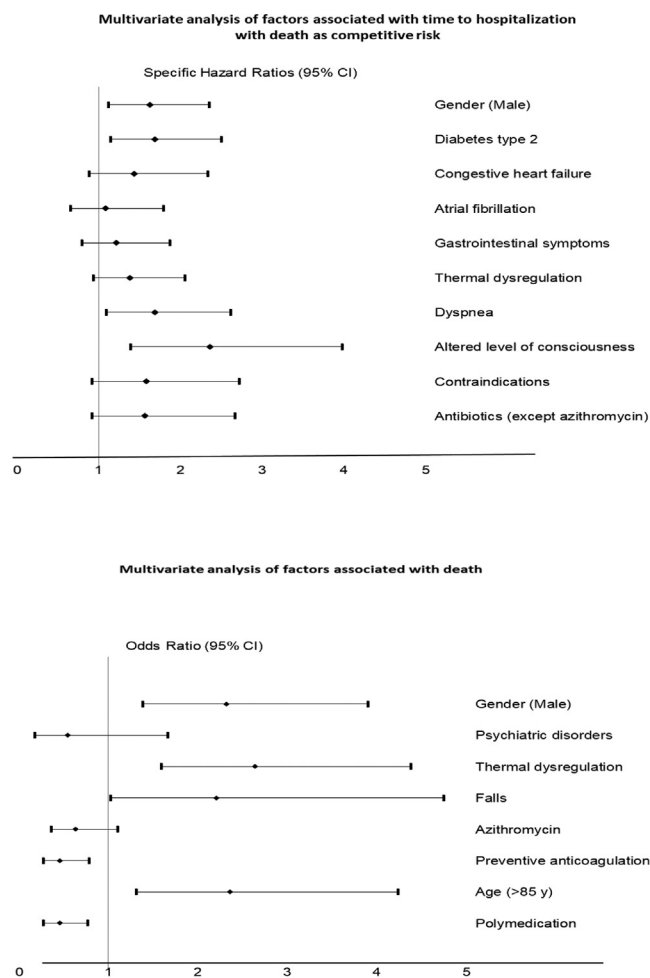 Multivariate analysis of factors associated with time to hospitalization
with death as competitive risk
Specific Hazard Ratios (95% CI)
Gender (Male)
Diabetes type 2
Congestive heart failure
Atrial fibrillation
Gastrointestinal symptoms
Thermal dysregulation
Dyspnea
Altered level of consciousness
Contraindications
Antibiotics (except azithromycin)
0 1 2 3 4 5
Multivariate analysis of factors associated with death
Odds Ratio (95% CI)
Gender (Male)
Psychiatric disorders
Thermal dysregulation
Falls
Azithromycin
Preventive anticoagulation
Age (>85 y)
Polymedication
0 1 2 3 4 5